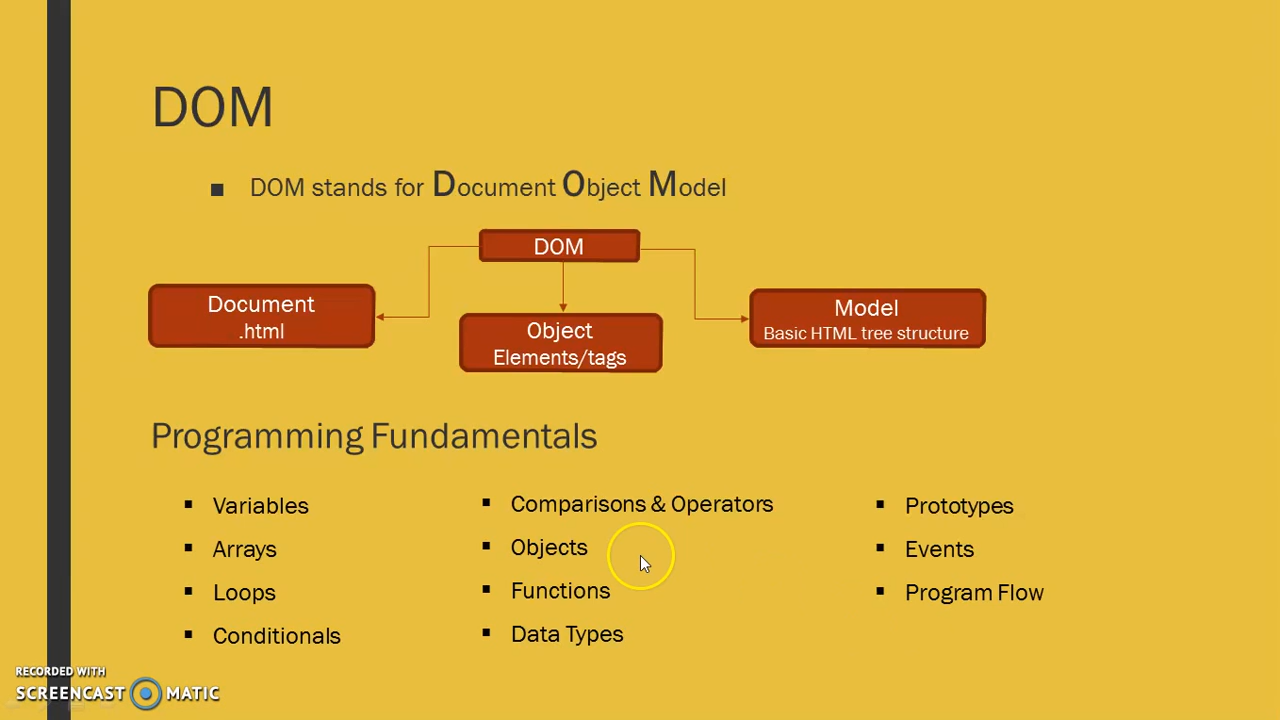 DOM
■ DOM stands for Document Object Model
DOM
Document
.html
Object
Elements/tags
Model
Basic HTML tree structure
Programming Fundamentals
▪ Variables
▪ Arrays
▪ Loops
▪ Conditionals
▪ Comparisons & Operators
▪ Objects
▪ Functions
▪ Data Types
▪ Prototypes
▪ Events
▪ Program Flow
RECORDED WITH
SCREENCAST MATIC